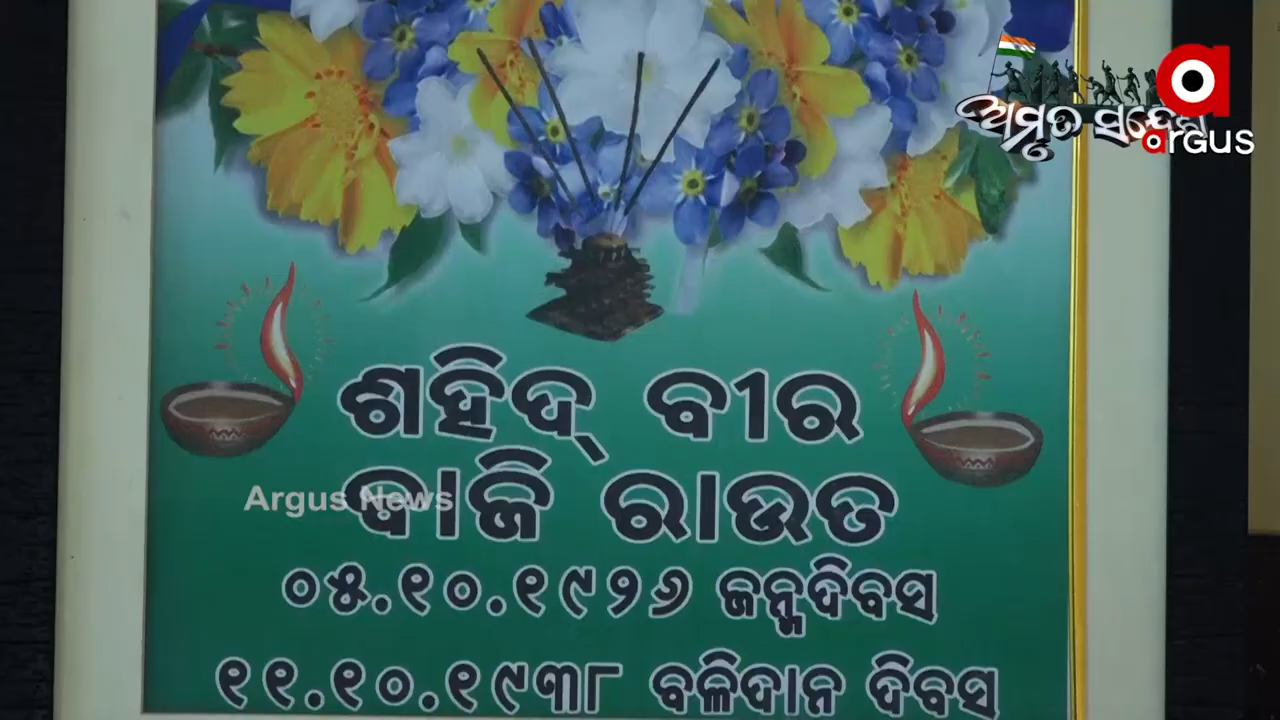 ଅମୃତ ସନ୍ଦେଶ
argus
ଶହିଦ୍ ବୀର
ବାଜି ରାଉତ
Argus News
୦୫.୧୦.୧୯୨୬ ଜନ୍ମଦିବସ
୧୧.୧୦.୧୯୩୮ ବଳିଦାନ ଦିବସ